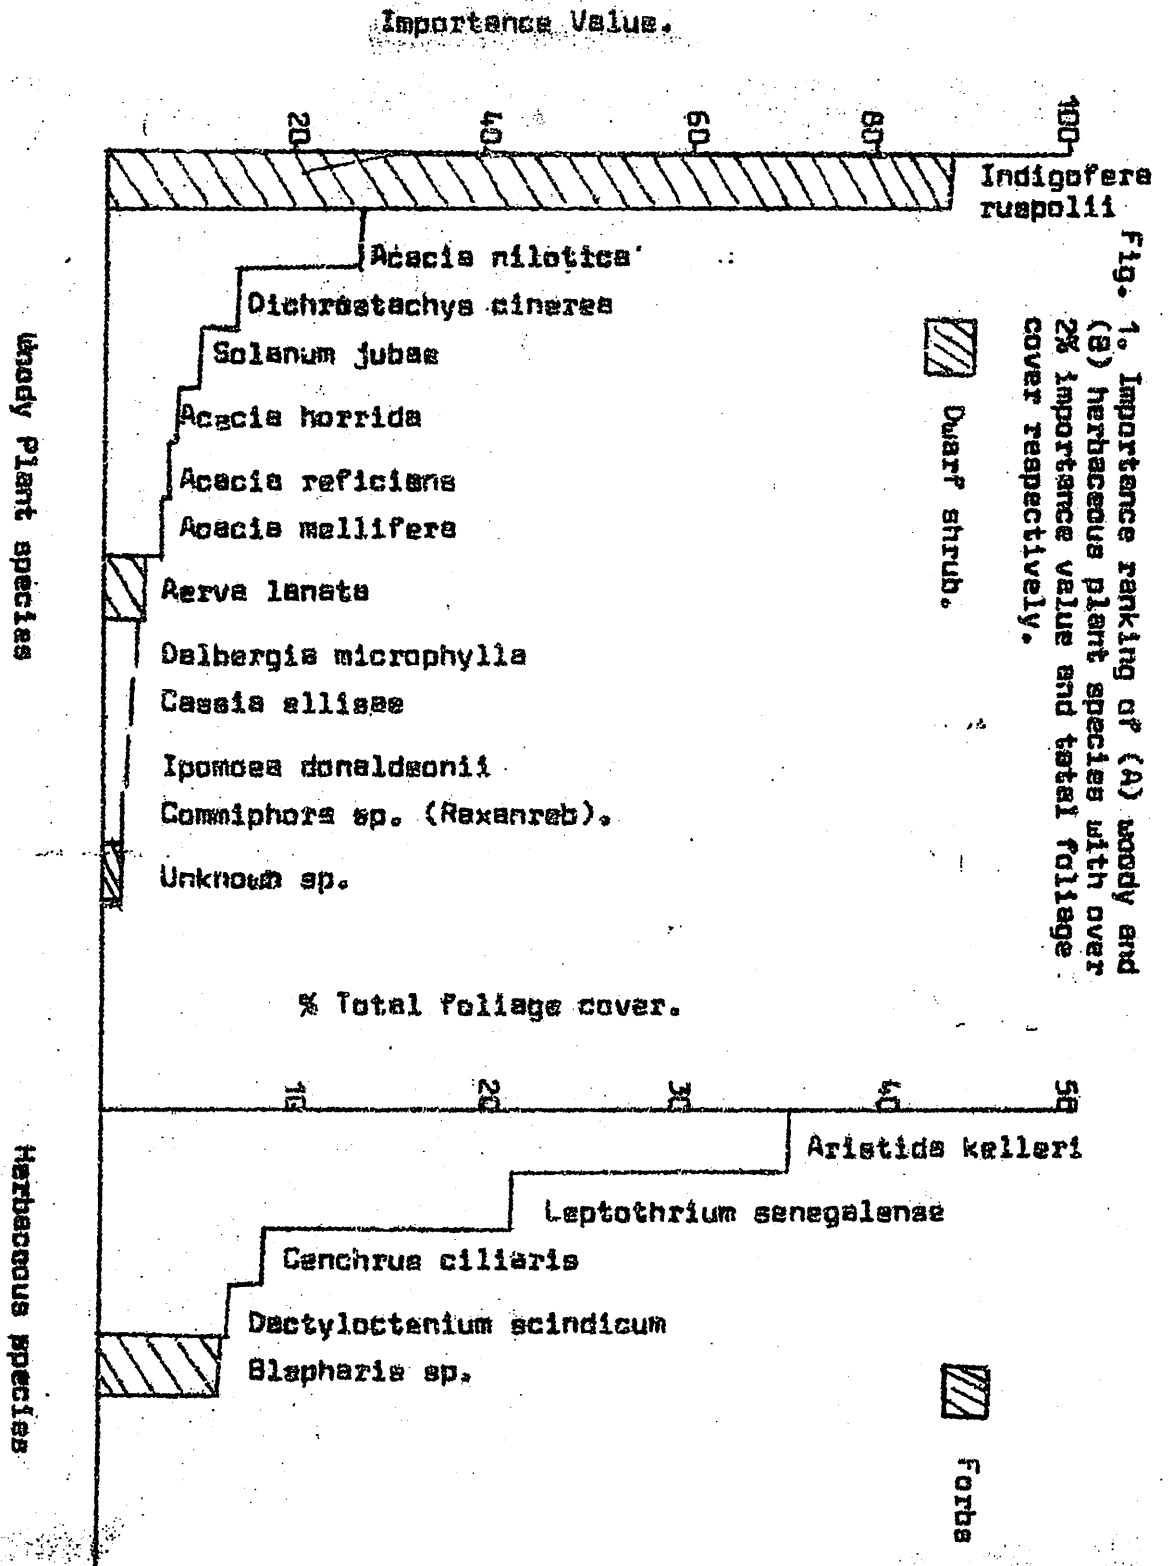 Importance Value.
20
40
60
80
100
Indigofera
ruspolii
Acacia nilotica
Dichrostachys cinerea
Solanum jubae
Acacia horrida
Acacia reficiens
Acacia mellifera
Aerva lanata
Dalbergia microphylla
Cassia ellisae
Ipomoea donaldsonii
Commiphora sp. (Raxanreb).
Unknown sp.
Woody Plant species
Dwarf shrub.
Fig. 1. Importance ranking of (A) woody and
(B) herbaceous plant species with over
2% importance value and total foliage
cover respectively.
% Total foliage cover.
10
20
30
40
50
Aristida kelleri
Leptothrium senegalense
Cenchrus ciliaris
Dactyloctenium scindicum
Blepharis sp.
Forbs
Herbaceous species